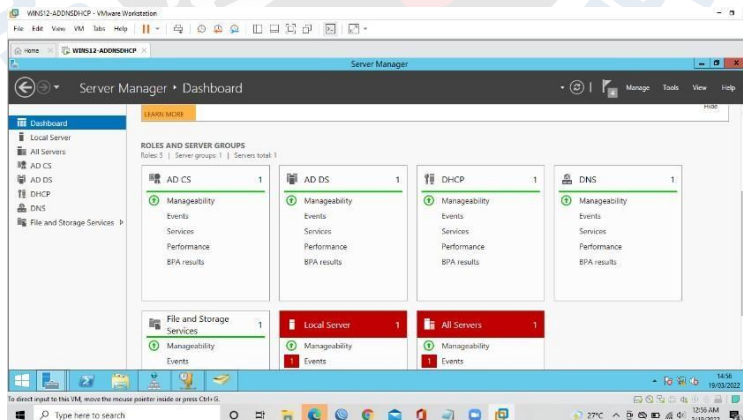 WINS12-ADDNSDHCP - VMware Workstation
File Edit View VM Tabs Help
Home WINS12-ADDNSDHCP
Server Manager
Server Manager • Dashboard
Manage Tools View Help
Dashboard
Local Server
All Servers
AD CS
AD DS
DHCP
DNS
File and Storage Services
LEARN MORE
Hide
ROLES AND SERVER GROUPS
Roles: 5 | Server groups: 1 | Servers total: 1
AD CS 1
Manageability
Events
Services
Performance
BPA results
AD DS 1
Manageability
Events
Services
Performance
BPA results
DHCP 1
Manageability
Events
Services
Performance
BPA results
DNS 1
Manageability
Events
Services
Performance
BPA results
File and Storage
Services 1
Manageability
Events
Local Server 1
Manageability
1 Events
All Servers 1
Manageability
1 Events
14:56
19/03/2022
To direct input to this VM, move the mouse pointer inside or press Ctrl+G.
Type here to search
27°C
12:56 AM